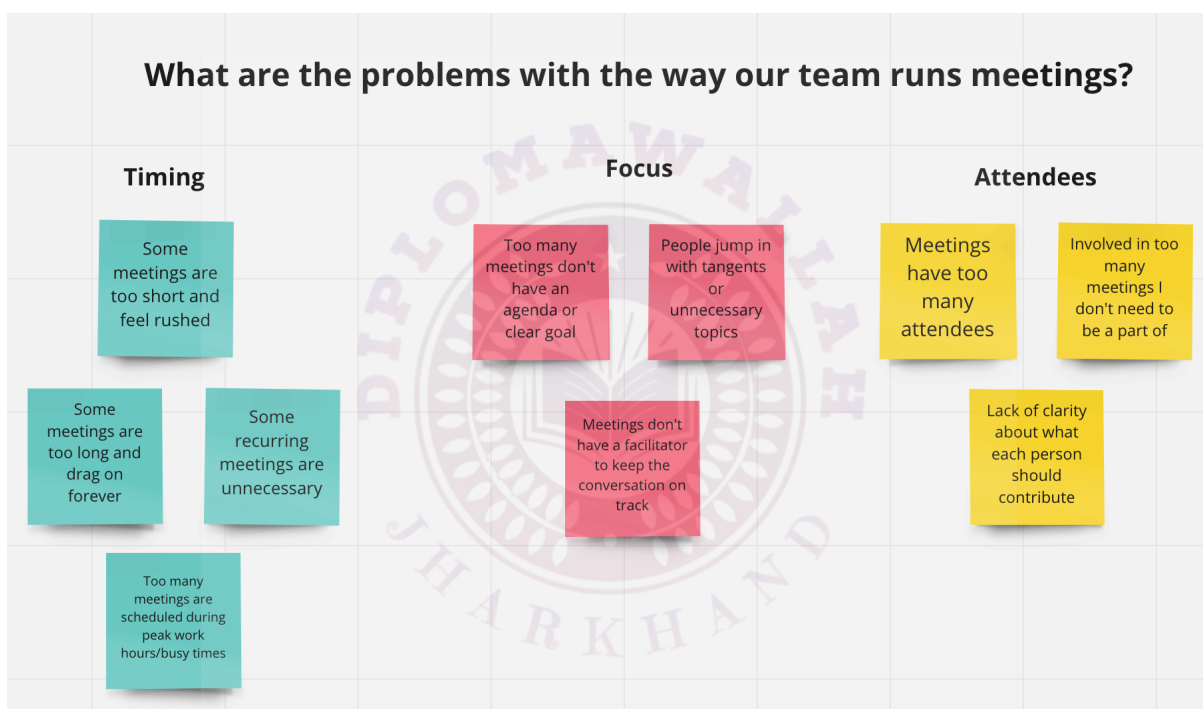 What are the problems with the way our team runs meetings?
Timing
Some
meetings are
too short and
feel rushed
Some
meetings are
too long and
drag on
forever
Some
recurring
meetings are
unnecessary
Too many
meetings are
scheduled during
peak work
hours/busy times
Focus
Too many
meetings don't
have an
agenda or
clear goal
People jump in
with tangents
or
unnecessary
topics
Meetings don't
have a facilitator
to keep the
conversation on
track
Attendees
Meetings
have too
many
attendees
Involved in too
many
meetings I
don't need to
be a part of
Lack of clarity
about what
each person
should
contribute
DIPLOMAWALLAH
JHARKHAND